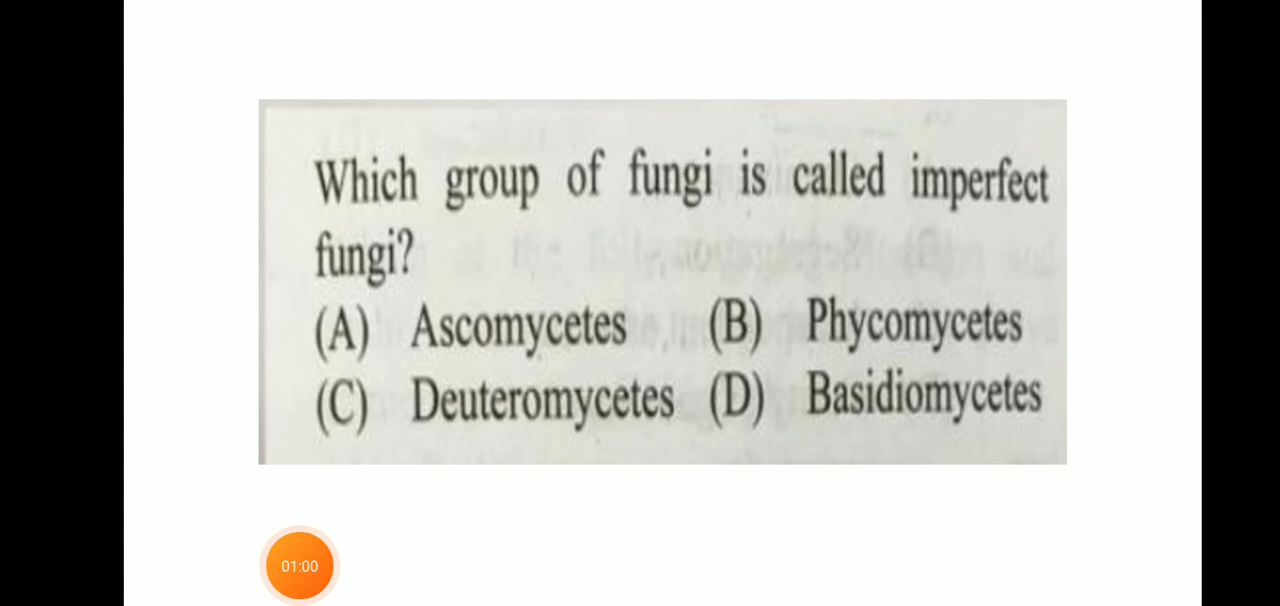 Which group of fungi is called imperfect
fungi?
(A) Ascomycetes (B) Phycomycetes
(C) Deuteromycetes (D) Basidiomycetes
01:00